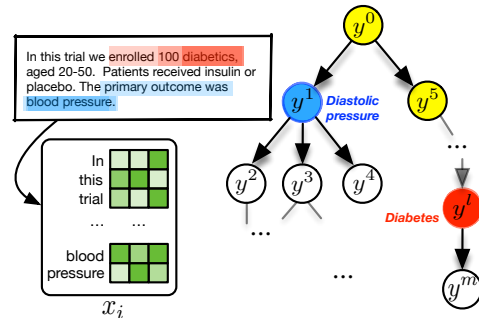 In this trial we enrolled 100 diabetics,
aged 20-50. Patients received insulin or
placebo. The primary outcome was
blood pressure.
In
this
trial
... ...
blood
pressure
x_i
y^0
y^1
Diastolic
pressure
y^5
...
y^2
y^3
y^4
...
Diabetes
y^l
...
y^m